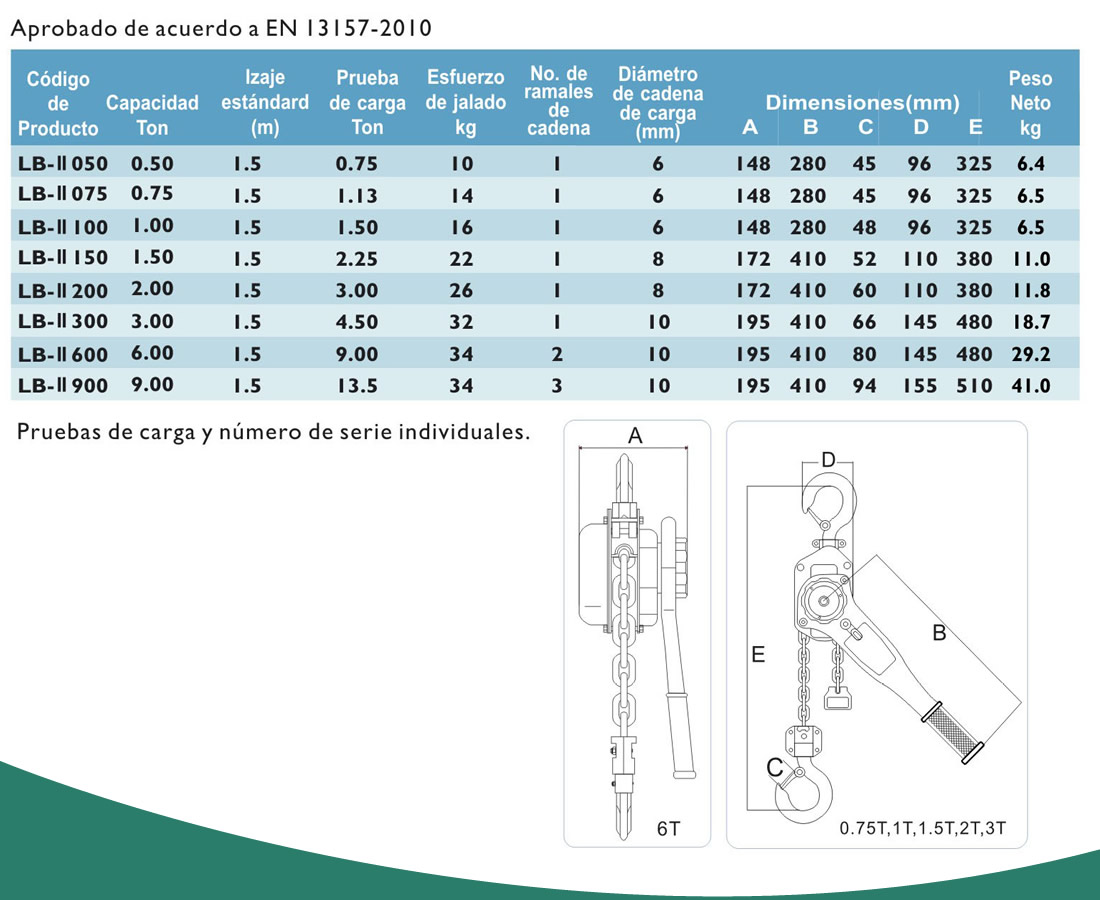 Aprobado de acuerdo a EN 13157-2010
Código de Producto Capacidad Ton Izaje estándard (m) Prueba de carga Ton Esfuerzo de jalado kg No. de ramales de cadena Diámetro de cadena de carga (mm) Dimensiones(mm) A B C D E Peso Neto kg
LB-II 050 0.50 1.5 0.75 10 1 6 148 280 45 96 325 6.4
LB-II 075 0.75 1.5 1.13 14 1 6 148 280 45 96 325 6.5
LB-II 100 1.00 1.5 1.50 16 1 6 148 280 48 96 325 6.5
LB-II 150 1.50 1.5 2.25 22 1 8 172 410 52 110 380 11.0
LB-II 200 2.00 1.5 3.00 26 1 8 172 410 60 110 380 11.8
LB-II 300 3.00 1.5 4.50 32 1 10 195 410 66 145 480 18.7
LB-II 600 6.00 1.5 9.00 34 2 10 195 410 80 145 480 29.2
LB-II 900 9.00 1.5 13.5 34 3 10 195 410 94 155 510 41.0
Pruebas de carga y número de serie individuales.
A
6T
D
B
E
C
0.75T,1T,1.5T,2T,3T